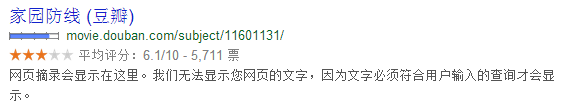 家园防线 (豆瓣)
movie.douban.com/subject/11601131/
平均评分：6.1/10 - 5,711 票
网页摘录会显示在这里。我们无法显示您网页的文字，因为文字必须符合用户输入的查询才会显
示。